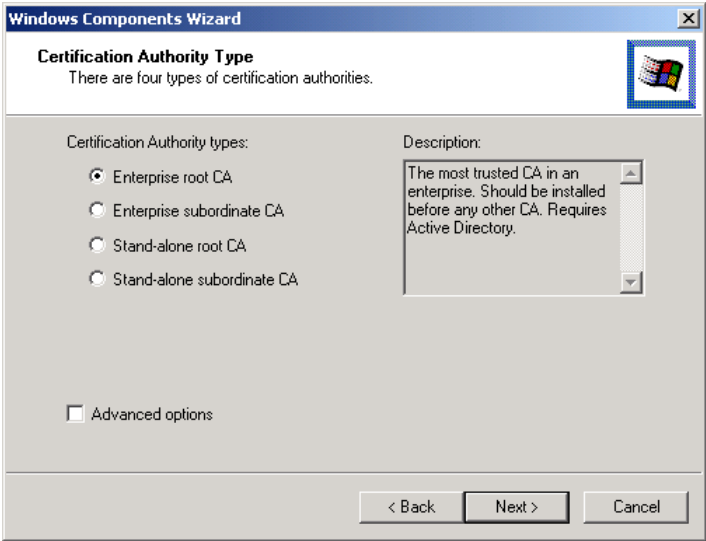 Windows Components Wizard
Certification Authority Type
There are four types of certification authorities.
Certification Authority types:
Enterprise root CA
Enterprise subordinate CA
Stand-alone root CA
Stand-alone subordinate CA
Description:
The most trusted CA in an
enterprise. Should be installed
before any other CA. Requires
Active Directory.
Advanced options
< Back
Next >
Cancel